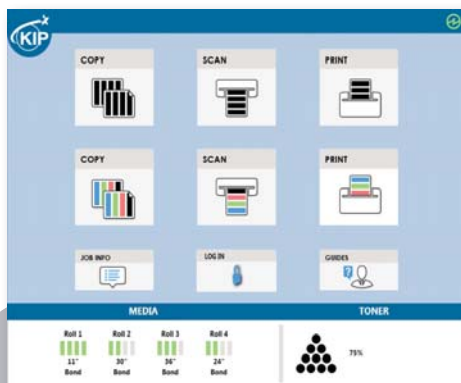 KIP
COPY SCAN PRINT
COPY SCAN PRINT
JOB INFO LOG IN GUIDES
MEDIA TONER
Roll 1 Roll 2 Roll 3 Roll 4
75%
11" 30" 36" 24"
Bond Bond Bond Bond